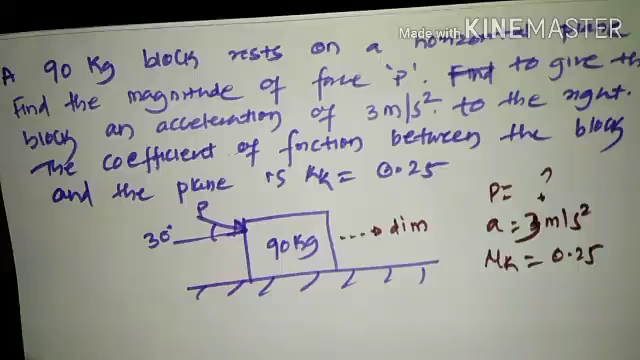 Made with KINEMASTER
A 90 Kg block rests on a
Find the magnitude of force 'P'. Find to give
block an acceleration of 3 m/s² to the right.
The coefficient of friction between the block
and the plane is μk = 0.25
P
30°
90 kg
dim
P = ?
a = 3 m/s²
μk = 0.25